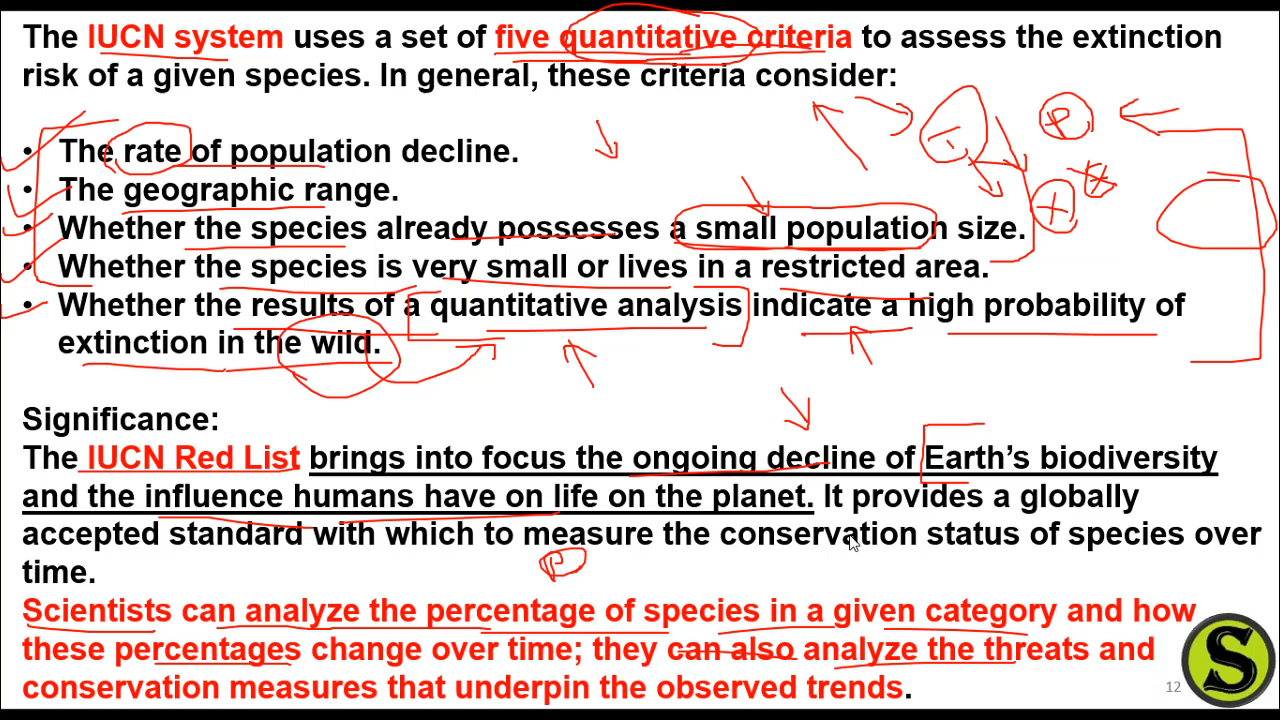 The IUCN system uses a set of five quantitative criteria to assess the extinction
risk of a given species. In general, these criteria consider:
• The rate of population decline.
• The geographic range.
• Whether the species already possesses a small population size.
• Whether the species is very small or lives in a restricted area.
• Whether the results of a quantitative analysis indicate a high probability of
extinction in the wild.
Significance:
The IUCN Red List brings into focus the ongoing decline of Earth’s biodiversity
and the influence humans have on life on the planet. It provides a globally
accepted standard with which to measure the conservation status of species over
time.
Scientists can analyze the percentage of species in a given category and how
these percentages change over time; they can also analyze the threats and
conservation measures that underpin the observed trends.
12
S